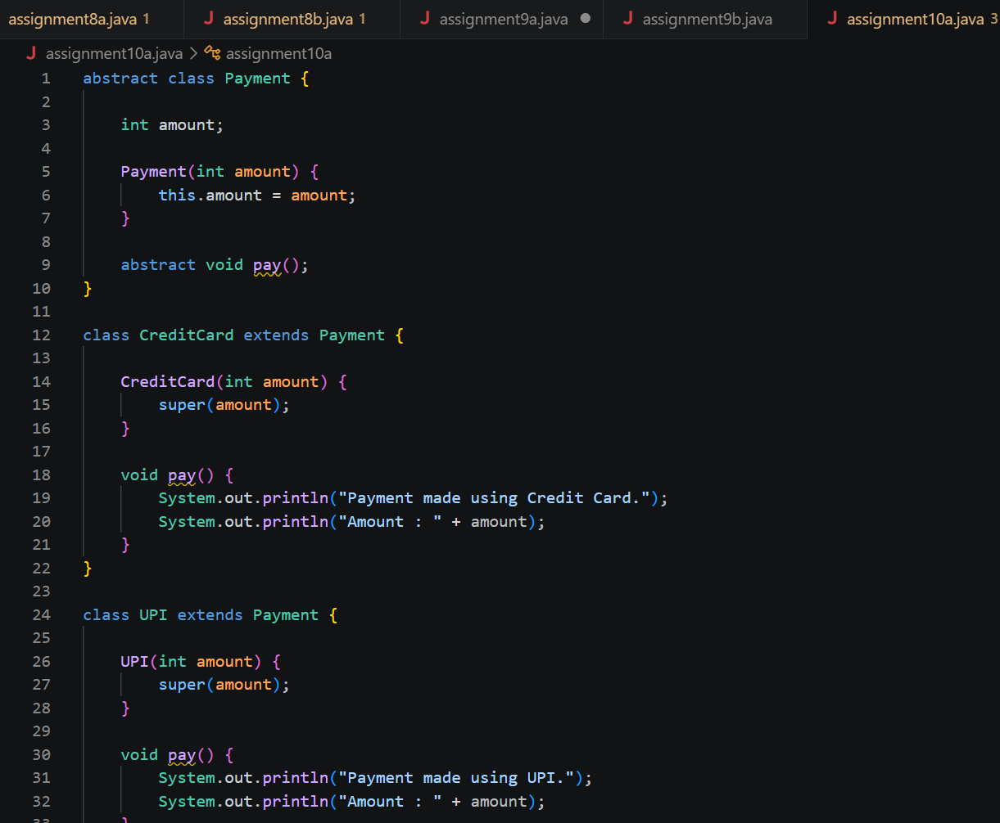 assignment8a.java 1 assignment8b.java 1 assignment9a.java assignment9b.java assignment10a.java 3
assignment10a.java > assignment10a
1 abstract class Payment {
2
3     int amount;
4
5     Payment(int amount) {
6         this.amount = amount;
7     }
8
9     abstract void pay();
10 }
11
12 class CreditCard extends Payment {
13
14     CreditCard(int amount) {
15         super(amount);
16     }
17
18     void pay() {
19         System.out.println("Payment made using Credit Card.");
20         System.out.println("Amount : " + amount);
21     }
22 }
23
24 class UPI extends Payment {
25
26     UPI(int amount) {
27         super(amount);
28     }
29
30     void pay() {
31         System.out.println("Payment made using UPI.");
32         System.out.println("Amount : " + amount);
33     }